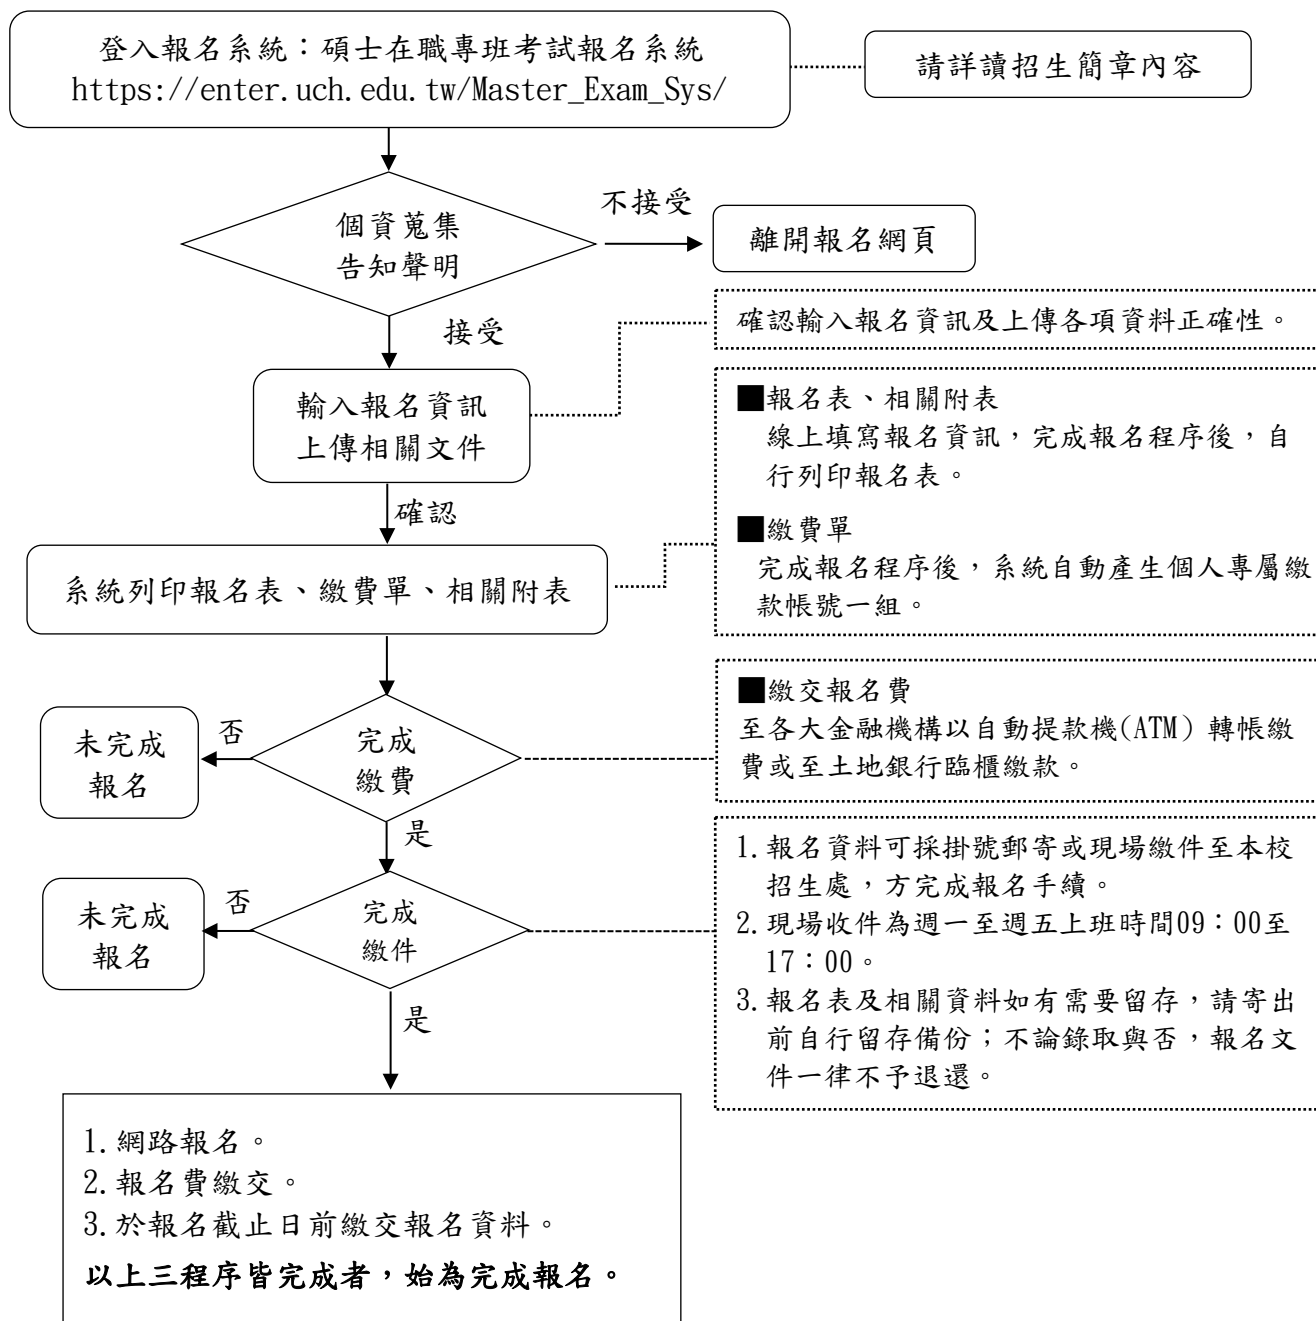 登入報名系統：碩士在職專班考試報名系統
https://enter.uch.edu.tw/Master_Exam_Sys/
請詳讀招生簡章內容
個資蒐集
告知聲明
不接受
離開報名網頁
接受
確認輸入報名資訊及上傳各項資料正確性。
輸入報名資訊
上傳相關文件
■報名表、相關附表
線上填寫報名資訊，完成報名程序後，自
行列印報名表。
確認
■繳費單
完成報名程序後，系統自動產生個人專屬繳
款帳號一組。
系統列印報名表、繳費單、相關附表
■繳交報名費
至各大金融機構以自動提款機(ATM) 轉帳繳
費或至土地銀行臨櫃繳款。
完成
繳費
否
未完成
報名
是
1.報名資料可採掛號郵寄或現場繳件至本校
招生處，方完成報名手續。
2.現場收件為週一至週五上班時間09：00至
17：00。
3.報名表及相關資料如有需要留存，請寄出
前自行留存備份；不論錄取與否，報名文
件一律不予退還。
完成
繳件
否
未完成
報名
是
1.網路報名。
2.報名費繳交。
3.於報名截止日前繳交報名資料。
以上三程序皆完成者，始為完成報名。